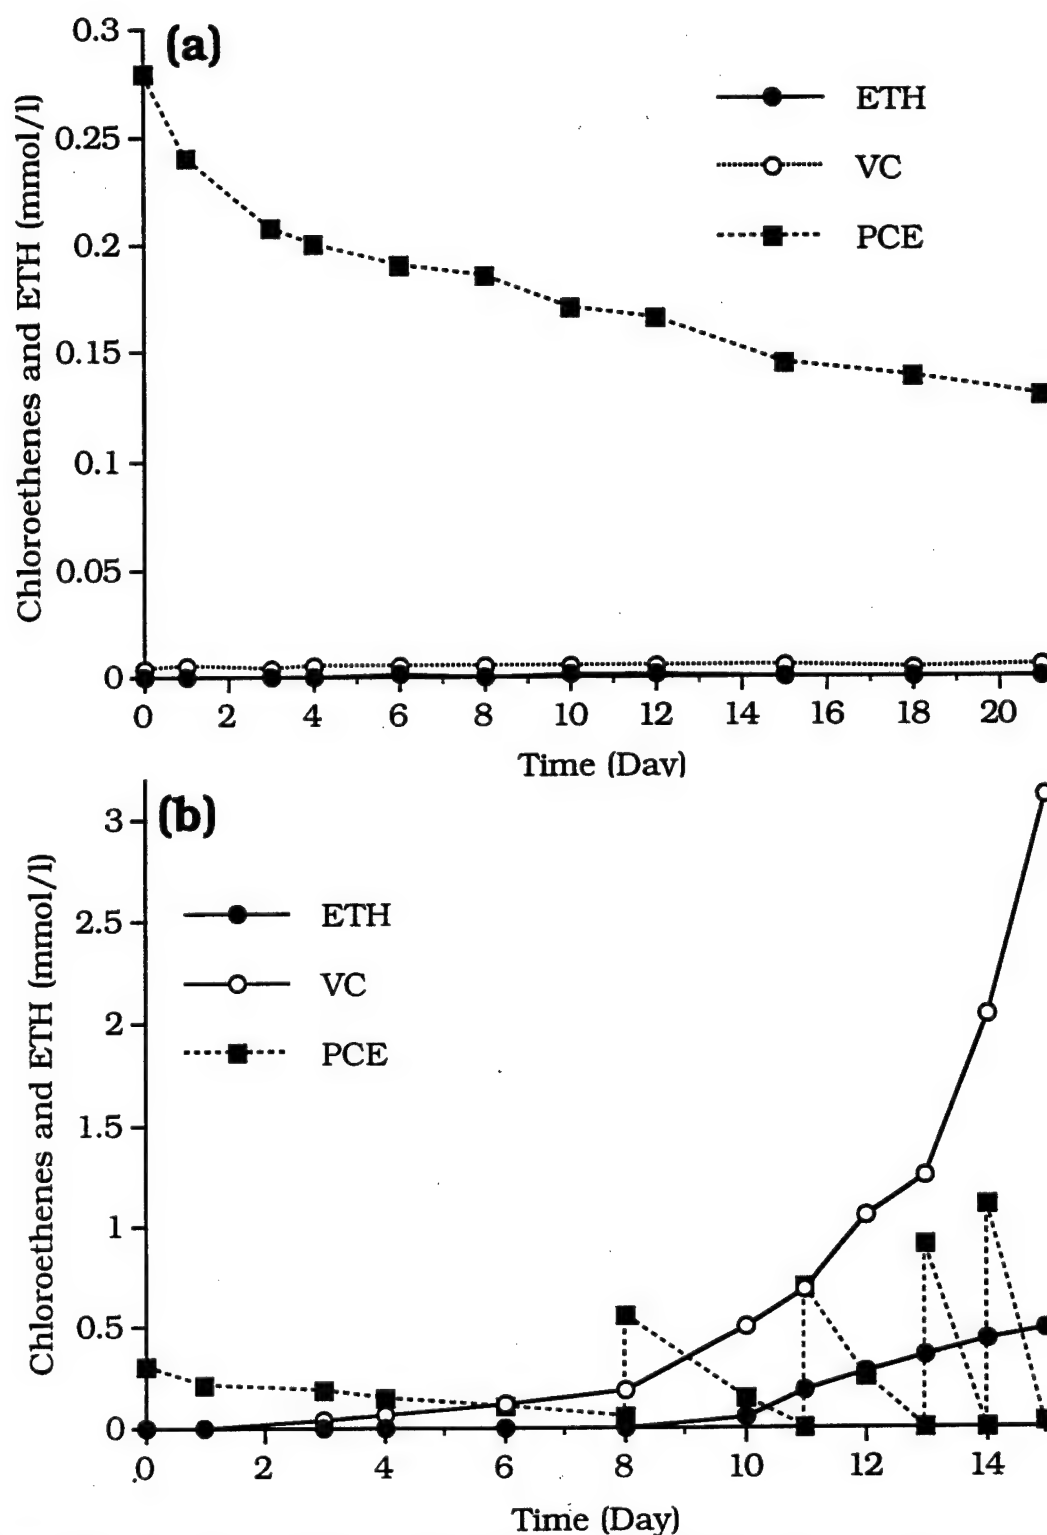 (a)
0.3
0.25
0.2
0.15
0.1
0.05
0
Chloroethenes and ETH (mmol/l)
ETH
VC
PCE
0 2 4 6 8 10 12 14 16 18 20
Time (Dav)
(b)
3
2.5
2
1.5
1
0.5
0
Chloroethenes and ETH (mmol/l)
ETH
VC
PCE
0 2 4 6 8 10 12 14
Time (Day)